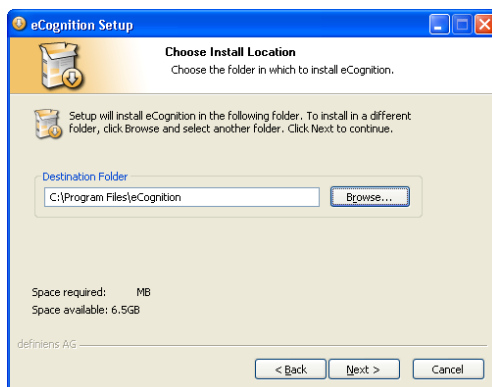 eCognition Setup
Choose Install Location
Choose the folder in which to install eCognition.
Setup will install eCognition in the following folder. To install in a different
folder, click Browse and select another folder. Click Next to continue.
Destination Folder
C:\Program Files\eCognition
Browse...
Space required: MB
Space available: 6.5GB
definiens AG
< Back
Next >
Cancel